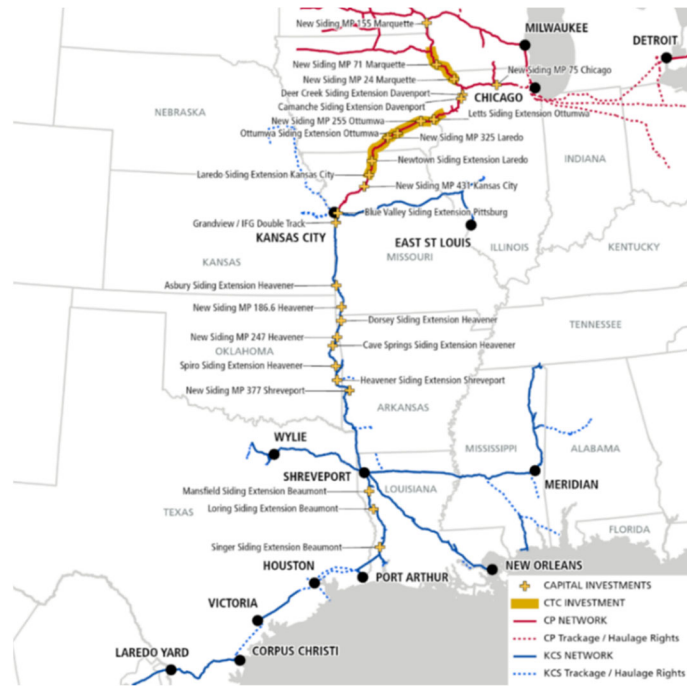 New Siding MP 155 Marquette
MILWAUKEE
DETROIT
New Siding MP 71 Marquette
New Siding MP 75 Chicago
New Siding MP 24 Marquette
Deer Creek Siding Extension Davenport
CHICAGO
Camanche Siding Extension Davenport
NEBRASKA
Letts Siding Extension Ottumwa
New Siding MP 255 Ottumwa
Ottumwa Siding Extension Ottumwa
New Siding MP 325 Laredo
INDIANA
Newtown Siding Extension Laredo
Laredo Siding Extension Kansas City
New Siding MP 431 Kansas City
Blue Valley Siding Extension Pittsburg
Grandview / IFG Double Track
KANSAS CITY
EAST ST LOUIS
ILLINOIS
KENTUCKY
KANSAS
MISSOURI
Asbury Siding Extension Heavener
New Siding MP 186.6 Heavener
Dorsey Siding Extension Heavener
TENNESSEE
New Siding MP 247 Heavener
Cave Springs Siding Extension Heavener
OKLAHOMA
Spiro Siding Extension Heavener
Heavener Siding Extension Shreveport
New Siding MP 377 Shreveport
ARKANSAS
WYLIE
MISSISSIPPI
ALABAMA
SHREVEPORT
MERIDIAN
Mansfield Siding Extension Beaumont
LOUISIANA
TEXAS
Loring Siding Extension Beaumont
FLORIDA
Singer Siding Extension Beaumont
HOUSTON
NEW ORLEANS
PORT ARTHUR
VICTORIA
LAREDO YARD
CORPUS CHRISTI
CAPITAL INVESTMENTS
CTC INVESTMENT
CP NETWORK
CP Trackage / Haulage Rights
KCS NETWORK
KCS Trackage / Haulage Rights